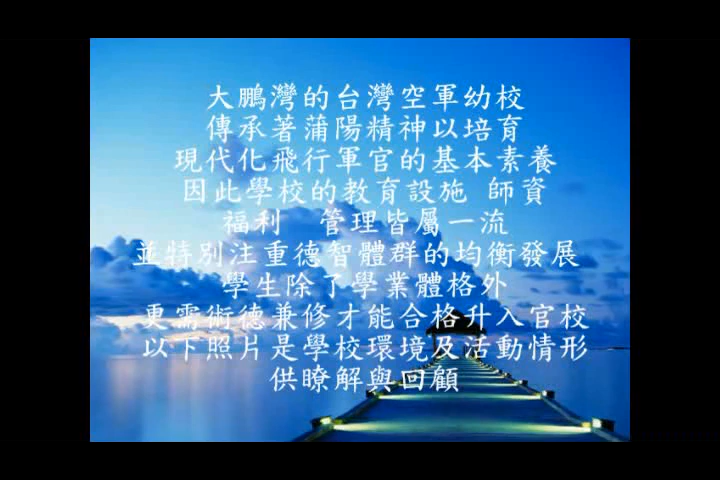 大鵬灣的台灣空軍幼校
傳承著蒲陽精神以培育
現代化飛行軍官的基本素養
因此學校的教育設施 師資
福利 管理皆屬一流
並特別注重德智體群的均衡發展
學生除了學業體格外
更需術德兼修才能合格升入官校
以下照片是學校環境及活動情形
供瞭解與回顧